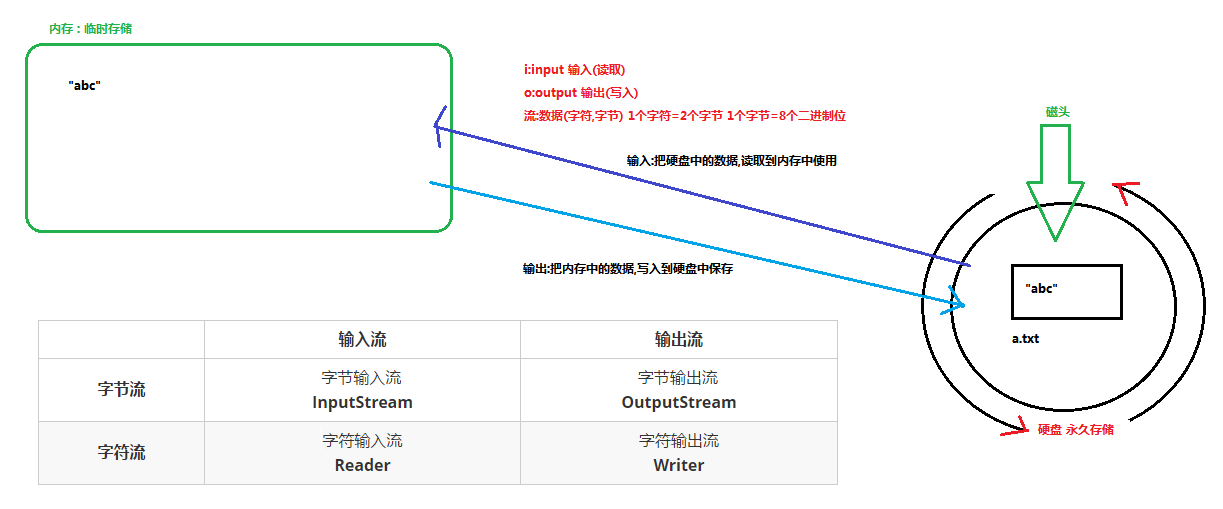 内存：临时存储
"abc"
i:input 输入(读取)
o:output 输出(写入)
流:数据(字符,字节) 1个字符=2个字节 1个字节=8个二进制位
磁头
输入:把硬盘中的数据,读取到内存中使用
输出:把内存中的数据,写入到硬盘中保存
"abc"
a.txt
硬盘 永久存储
输入流 输出流
字节流 字节输入流 字节输出流
InputStream OutputStream
字符流 字符输入流 字符输出流
Reader Writer